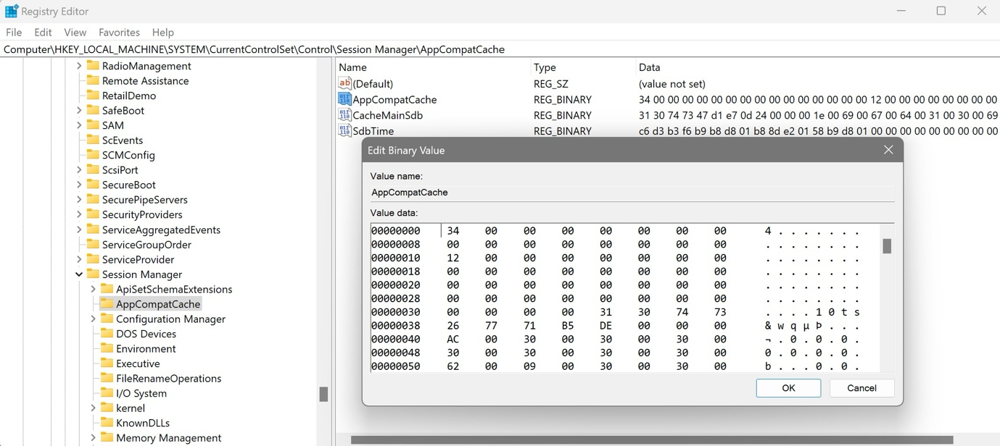 Registry Editor
File Edit View Favorites Help
Computer\HKEY_LOCAL_MACHINE\SYSTEM\CurrentControlSet\Control\Session Manager\AppCompatCache
RadioManagement
Remote Assistance
RetailDemo
SafeBoot
SAM
ScEvents
SCMConfig
ScsiPort
SecureBoot
SecurePipeServers
SecurityProviders
ServiceAggregatedEvents
ServiceGroupOrder
ServiceProvider
Session Manager
ApiSetSchemaExtensions
AppCompatCache
Configuration Manager
DOS Devices
Environment
Executive
FileRenameOperations
I/O System
kernel
KnownDLLs
Memory Management
Name Type Data
ab (Default) REG_SZ (value not set)
AppCompatCache REG_BINARY 34 00 00 00 00 00 00 00 00 00 00 00 00 00 00 00 12 00 00 00 00 00 00 00 00
CacheMainSdb REG_BINARY 31 30 74 73 47 d1 e7 0d 24 00 00 00 1e 00 69 00 67 00 64 00 31 00 30 00 69
SdbTime REG_BINARY c6 d3 b3 f6 b9 b8 d8 01 b8 8d e2 01 58 b9 d8 01 00 00 00 00 00 00 00 00
Edit Binary Value
Value name:
AppCompatCache
Value data:
00000000 34 00 00 00 00 00 00 00 4 . . . . . . .
00000008 00 00 00 00 00 00 00 00 . . . . . . . .
00000010 12 00 00 00 00 00 00 00 . . . . . . . .
00000018 00 00 00 00 00 00 00 00 . . . . . . . .
00000020 00 00 00 00 00 00 00 00 . . . . . . . .
00000028 00 00 00 00 00 00 00 00 . . . . . . . .
00000030 00 00 00 00 31 30 74 73 . . . . 1 0 t s
00000038 26 77 71 B5 DE 00 00 00 & w q µ Þ . . .
00000040 AC 00 30 00 30 00 30 00 ¬ . 0 . 0 . 0 .
00000048 30 00 30 00 30 00 30 00 0 . 0 . 0 . 0 .
00000050 62 00 09 00 30 00 30 00 b . . . 0 . 0 .
OK Cancel